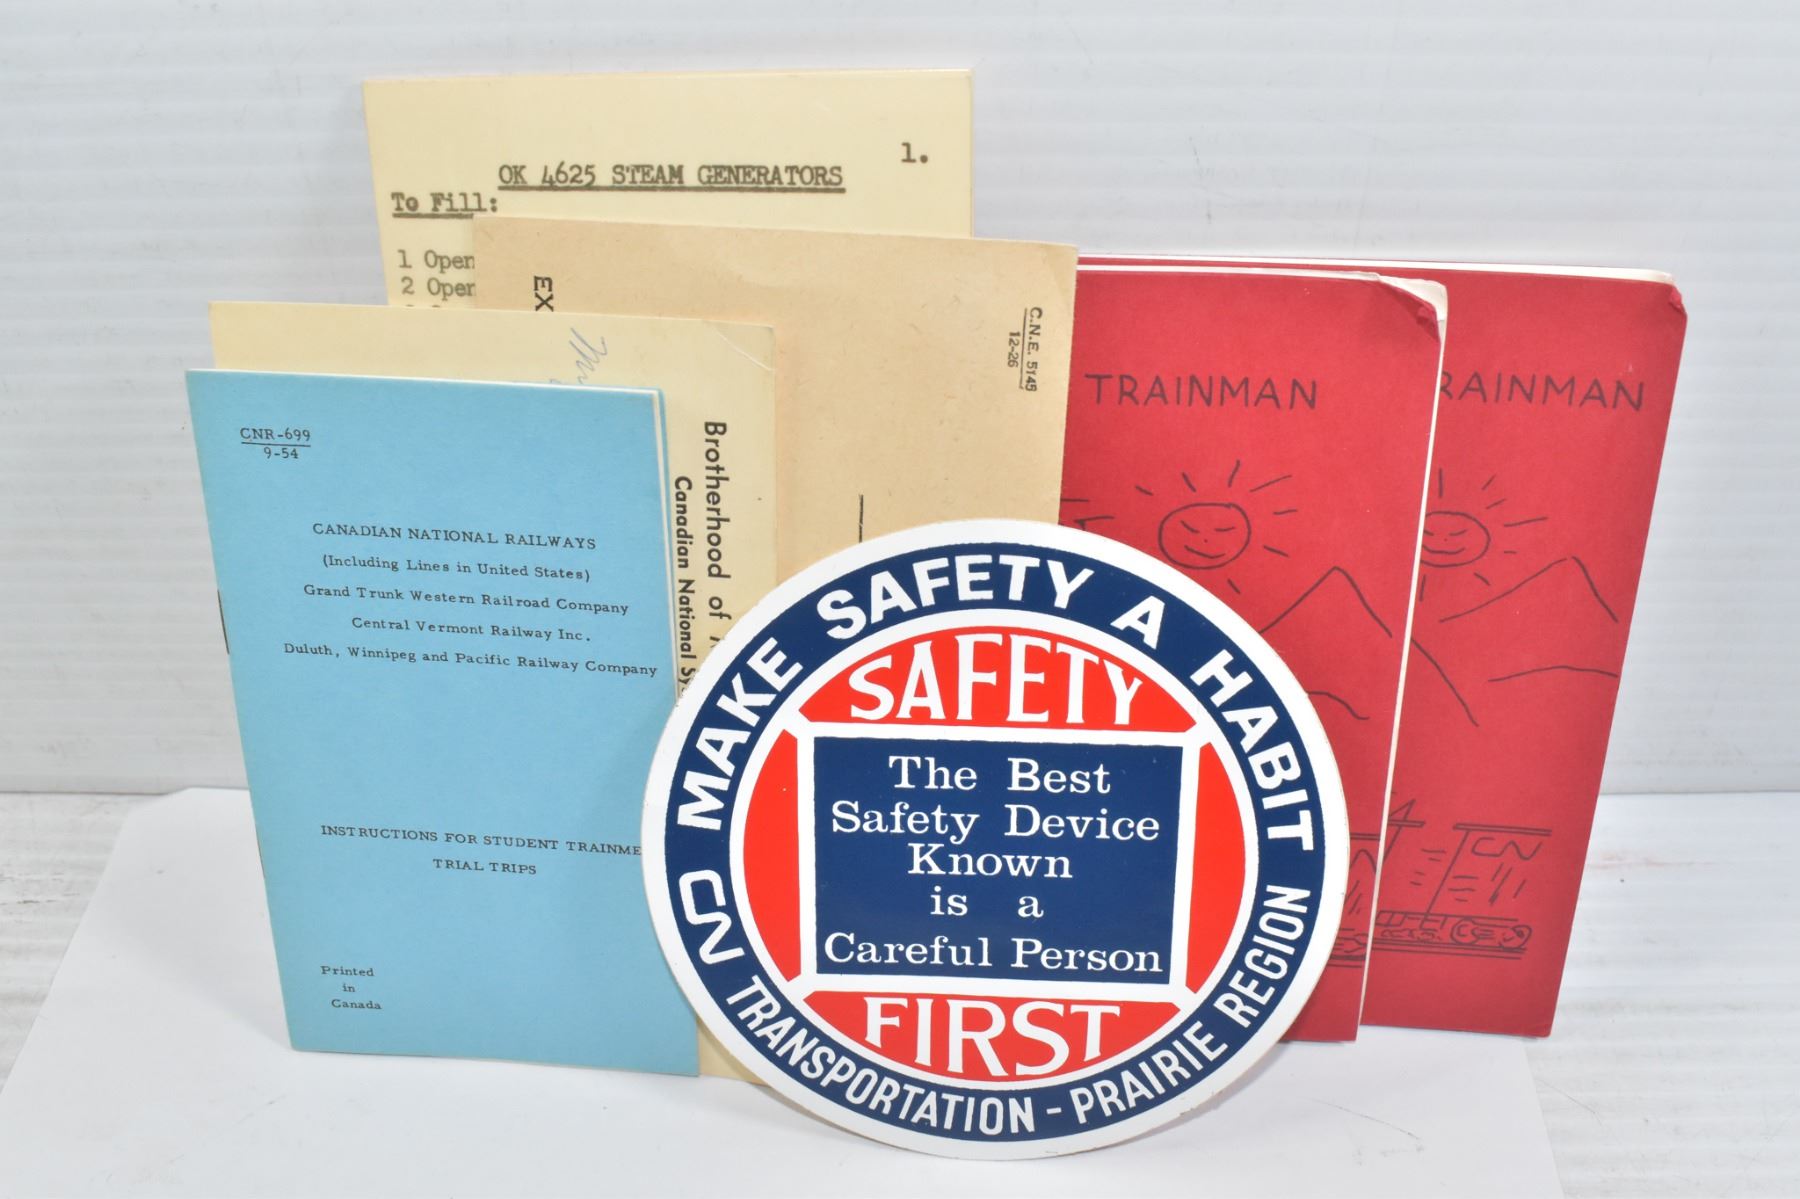 1.
OK 4625 STEAM GENERATORS
To Fill:
1 Open
2 Open
EX
C.N.E. 5145
12-26
Brotherhood of
Canadian National
CNR-699
9-54
CANADIAN NATIONAL RAILWAYS
(Including Lines in United States)
Grand Trunk Western Railroad Company
Central Vermont Railway Inc.
Duluth, Winnipeg and Pacific Railway Company
INSTRUCTIONS FOR STUDENT TRAINME
TRIAL TRIPS
Printed
in
Canada
TRAINMAN
RAINMAN
CN
MAKE SAFETY A HABIT
SAFETY
The Best
Safety Device
Known
is a
Careful Person
FIRST
CN TRANSPORTATION - PRAIRIE REGION